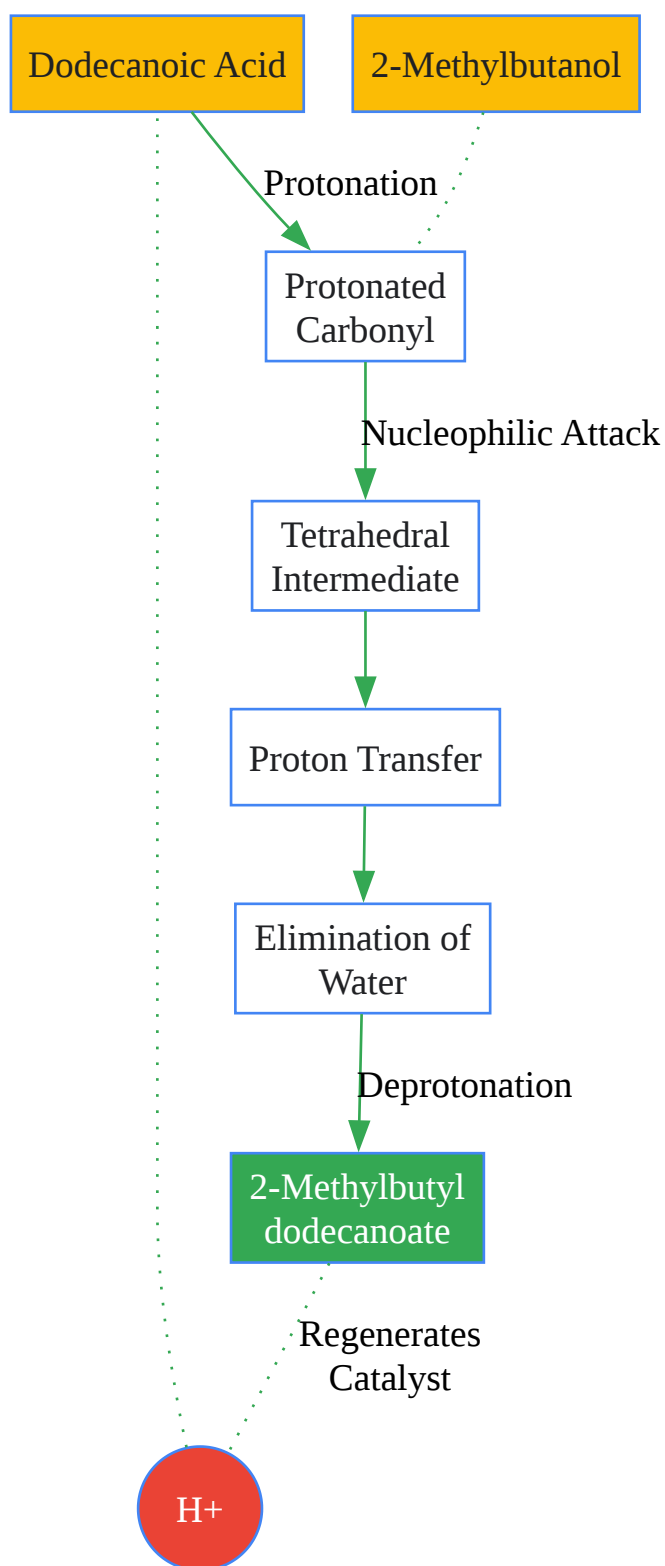 Dodecanoic Acid
2-Methylbutanol
Protonation
Protonated
Carbonyl
Nucleophilic Attack
Tetrahedral
Intermediate
Proton Transfer
Elimination of
Water
Deprotonation
2-Methylbutyl
dodecanoate
Regenerates
Catalyst
H+